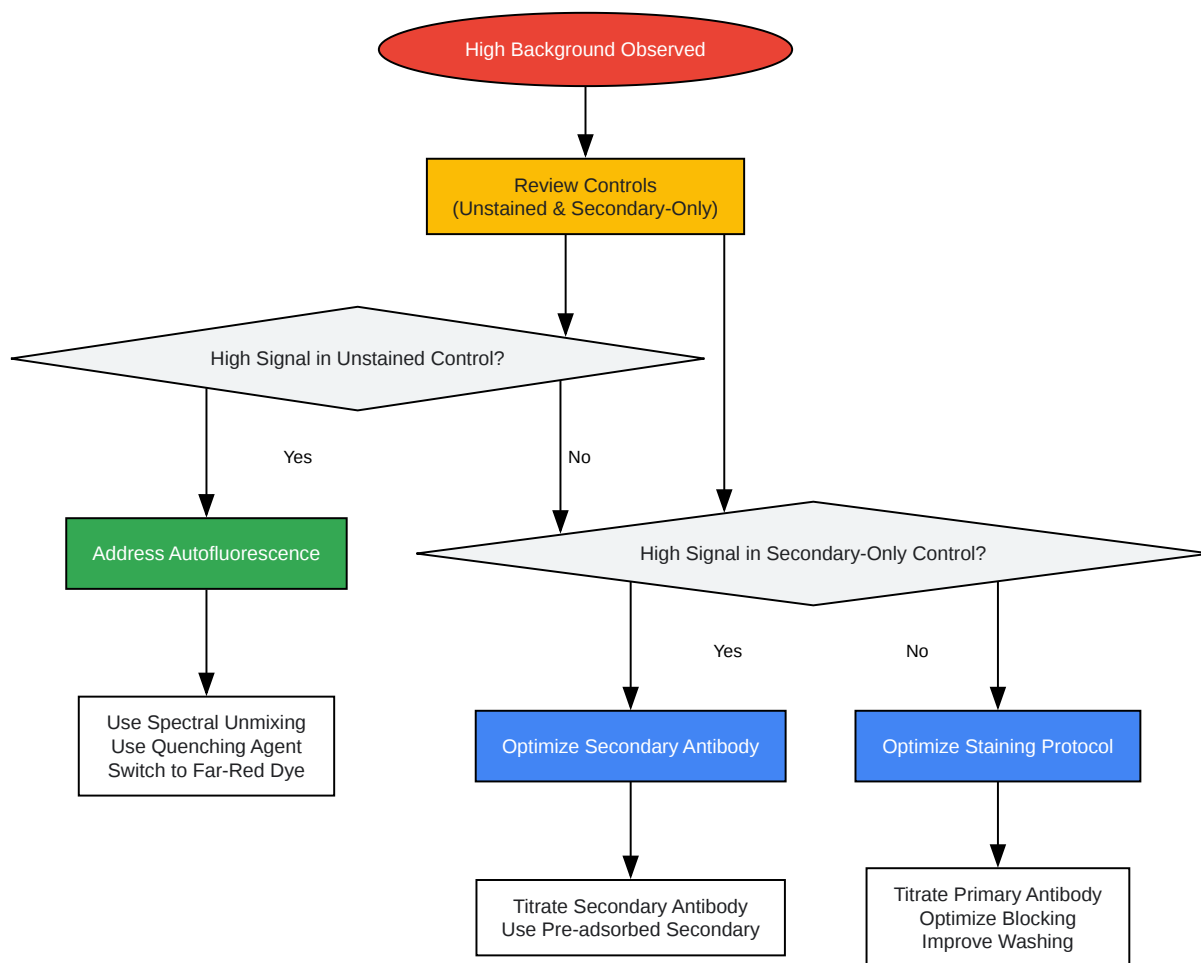 High Background Observed
Review Controls
(Unstained & Secondary-Only)
High Signal in Unstained Control?
Yes
No
Address Autofluorescence
High Signal in Secondary-Only Control?
Yes
No
Use Spectral Unmixing
Use Quenching Agent
Switch to Far-Red Dye
Optimize Secondary Antibody
Optimize Staining Protocol
Titrate Secondary Antibody
Use Pre-adsorbed Secondary
Titrate Primary Antibody
Optimize Blocking
Improve Washing